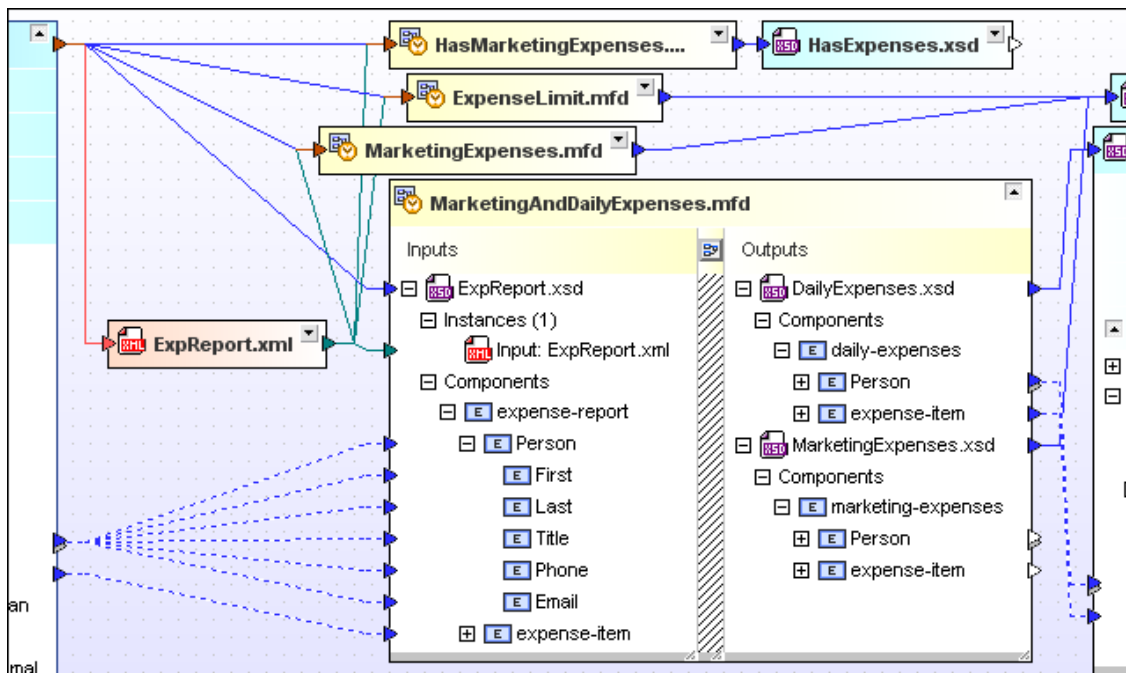 HasMarketingExpenses....
HasExpenses.xsd
ExpenseLimit.mfd
MarketingExpenses.mfd
MarketingAndDailyExpenses.mfd
Inputs
Outputs
ExpReport.xsd
DailyExpenses.xsd
Instances (1)
Components
ExpReport.xml
Input: ExpReport.xml
daily-expenses
Components
Person
expense-report
expense-item
Person
MarketingExpenses.xsd
First
Components
Last
marketing-expenses
Title
Person
Phone
expense-item
Email
an
expense-item